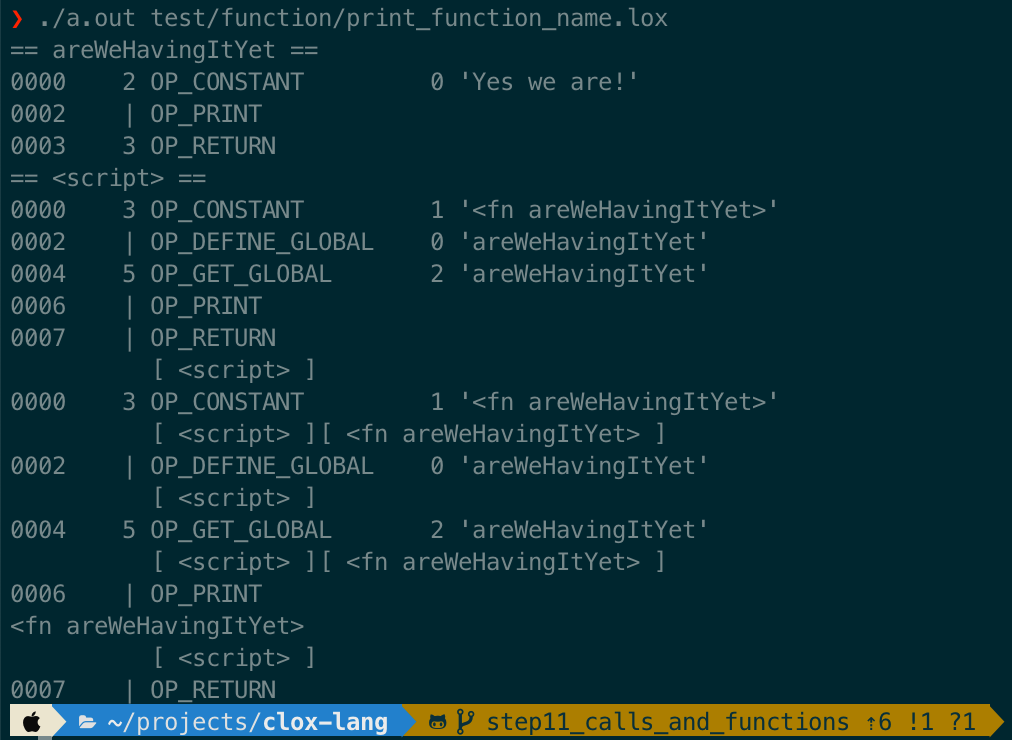 ❯ ./a.out test/function/print_function_name.lox
== areWeHavingItYet ==
0000    2 OP_CONSTANT         0 'Yes we are!'
0002    | OP_PRINT
0003    3 OP_RETURN
== <script> ==
0000    3 OP_CONSTANT         1 '<fn areWeHavingItYet>'
0002    | OP_DEFINE_GLOBAL    0 'areWeHavingItYet'
0004    5 OP_GET_GLOBAL       2 'areWeHavingItYet'
0006    | OP_PRINT
0007    | OP_RETURN
          [ <script> ]
0000    3 OP_CONSTANT         1 '<fn areWeHavingItYet>'
          [ <script> ][ <fn areWeHavingItYet> ]
0002    | OP_DEFINE_GLOBAL    0 'areWeHavingItYet'
          [ <script> ]
0004    5 OP_GET_GLOBAL       2 'areWeHavingItYet'
          [ <script> ][ <fn areWeHavingItYet> ]
0006    | OP_PRINT
<fn areWeHavingItYet>
          [ <script> ]
0007    | OP_RETURN
~/projects/clox-lang step11_calls_and_functions ⇡6 !1 ?1